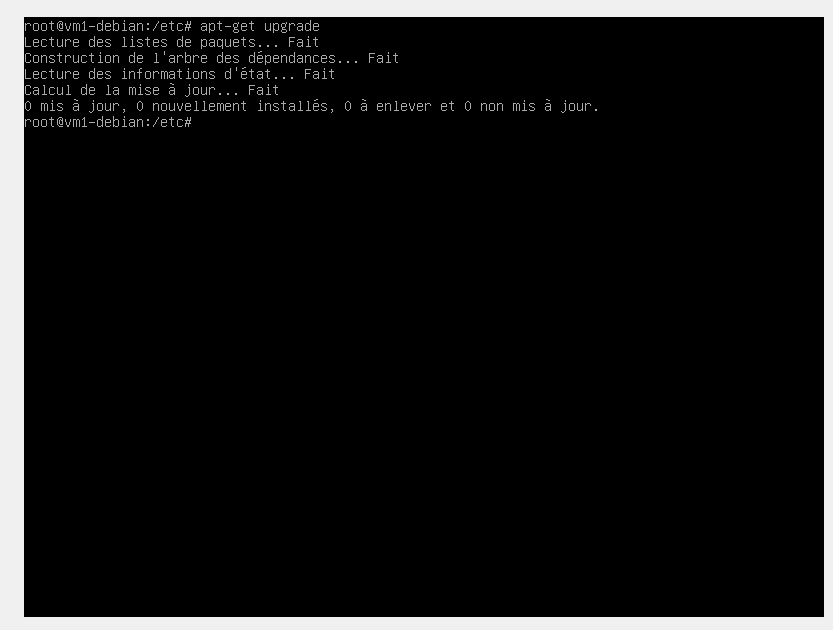 root@vm1-debian:/etc# apt-get upgrade
Lecture des listes de paquets... Fait
Construction de l'arbre des dépendances... Fait
Lecture des informations d'état... Fait
Calcul de la mise à jour... Fait
0 mis à jour, 0 nouvellement installés, 0 à enlever et 0 non mis à jour.
root@vm1-debian:/etc#